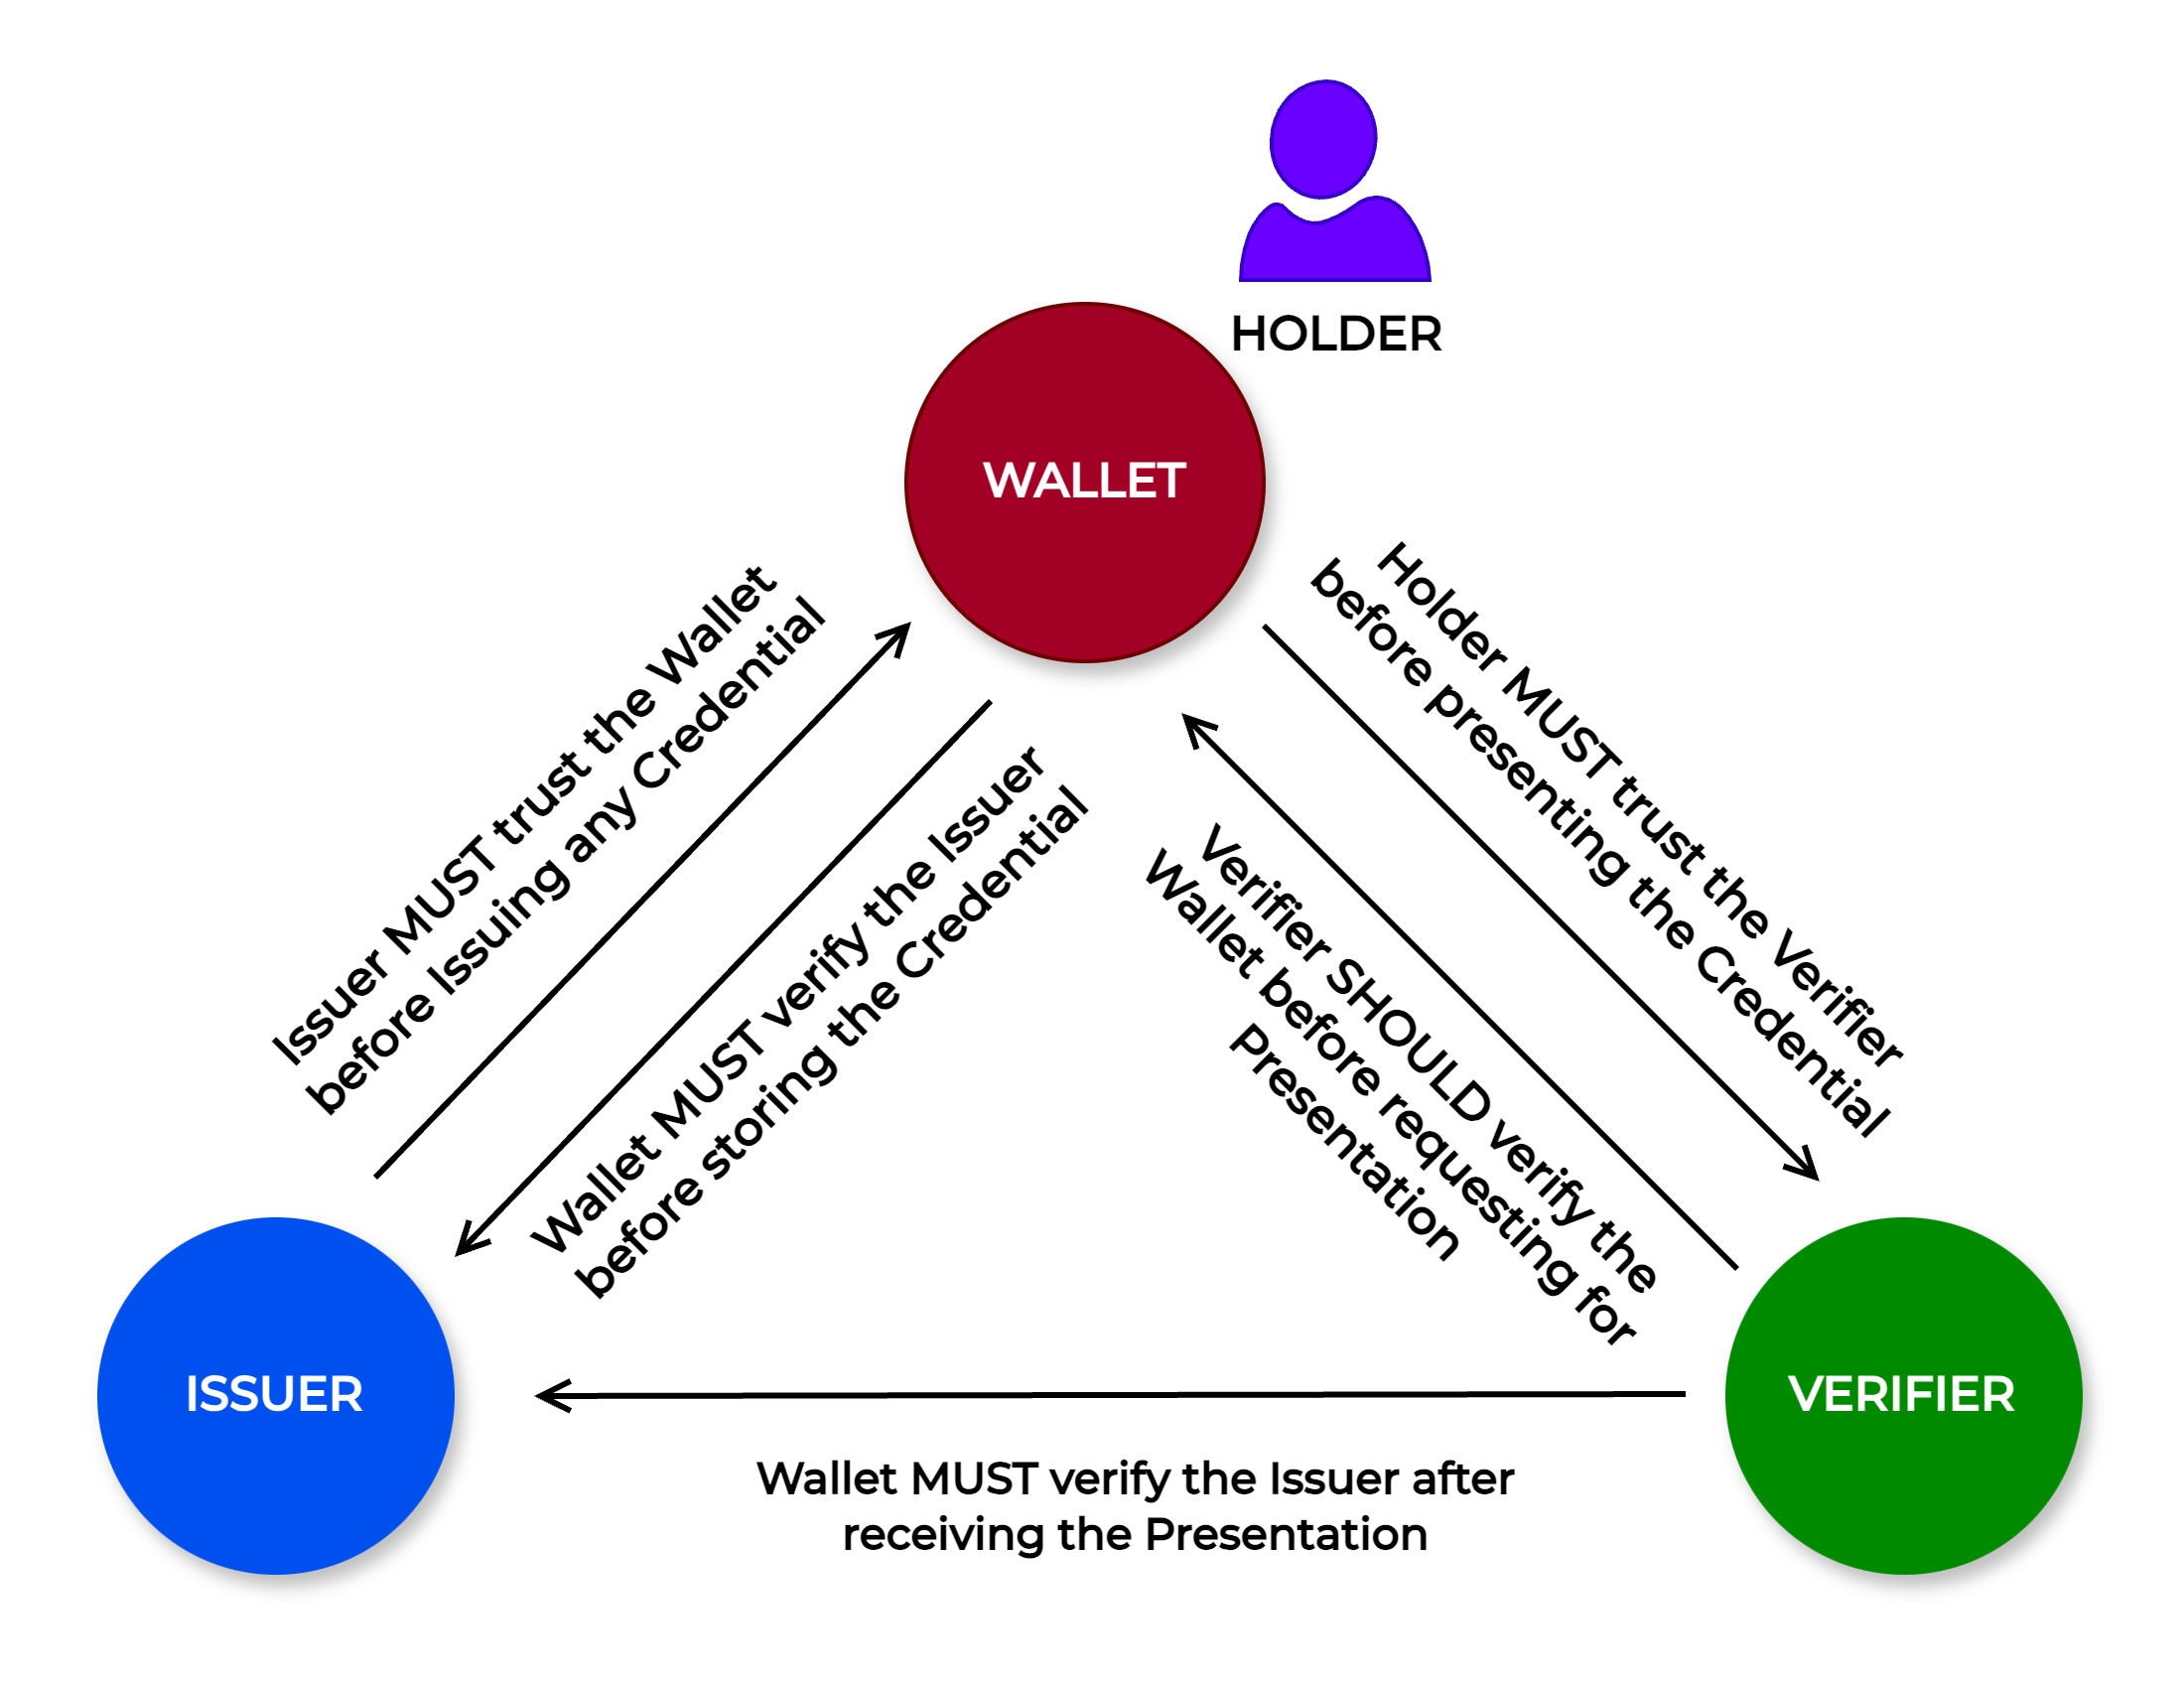 HOLDER
WALLET
Issuer MUST trust the Wallet
before Issuing any Credential
Wallet MUST verify the Issuer
before storing the Credential
Holder MUST trust the Verifier
before presenting the Credential
Verifier SHOULD verify the
Wallet before requesting for
Presentation
ISSUER
VERIFIER
Wallet MUST verify the Issuer after
receiving the Presentation